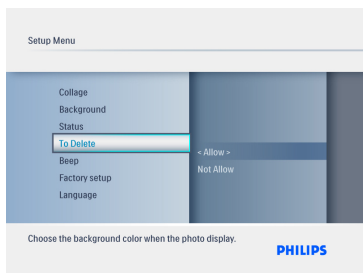 Setup Menu
Collage
Background
Status
To Delete
Beep
Factory setup
Language
< Allow >
Not Allow
Choose the background color when the photo display.
PHILIPS